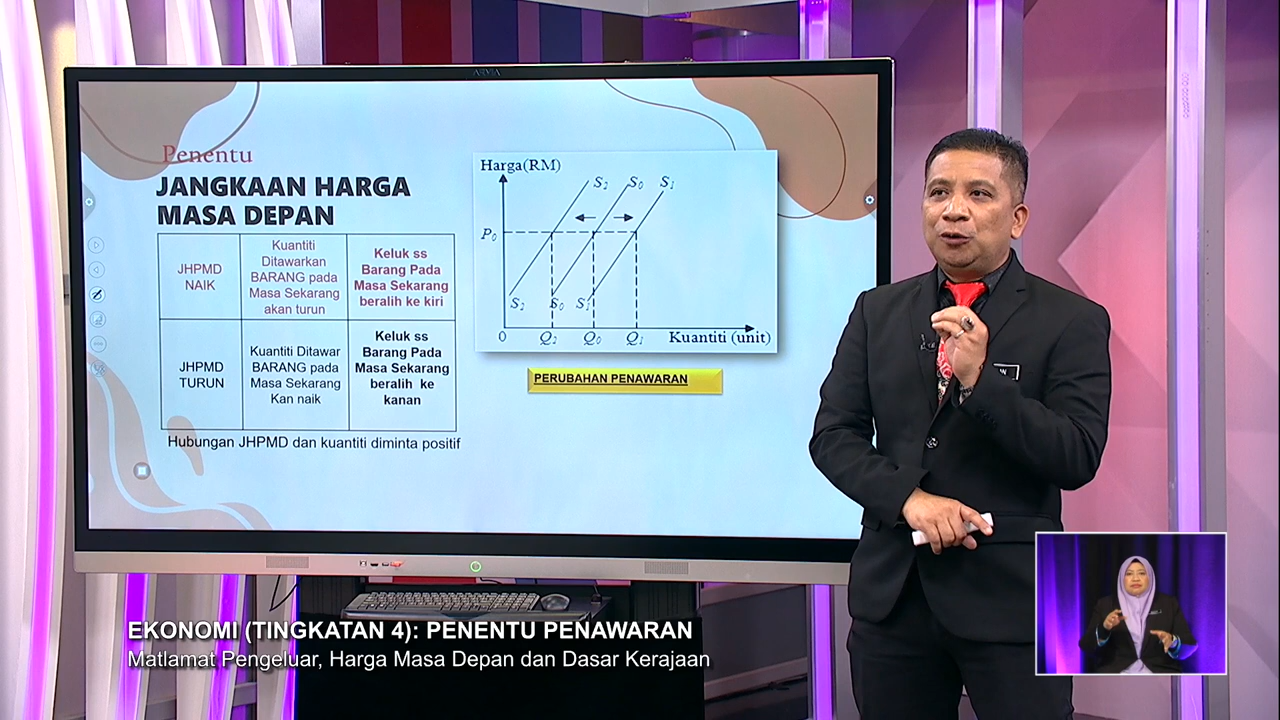 ARVIA
Penentu
JANGKAAN HARGA
MASA DEPAN
JHPMD
NAIK
Kuantiti
Ditawarkan
BARANG pada
Masa Sekarang
akan turun
Keluk ss
Barang Pada
Masa Sekarang
beralih ke kiri
JHPMD
TURUN
Kuantiti Ditawar
BARANG pada
Masa Sekarang
Kan naik
Keluk ss
Barang Pada
Masa Sekarang
beralih ke
kanan
Hubungan JHPMD dan kuantiti diminta positif
Harga(RM)
S₂ S₀ S₁
P₀
S₂ S₀ S₁
0 Q₂ Q₀ Q₁ Kuantiti (unit)
PERUBAHAN PENAWARAN
EKONOMI (TINGKATAN 4): PENENTU PENAWARAN
Matlamat Pengeluar, Harga Masa Depan dan Dasar Kerajaan